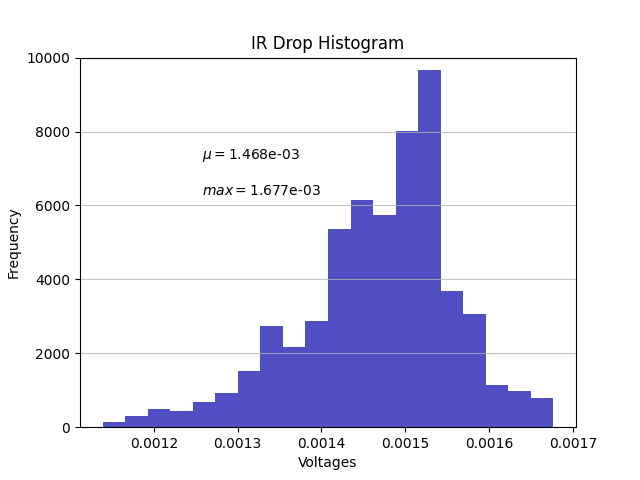 IR Drop Histogram
10000
8000
6000
4000
2000
0
Frequency
μ = 1.468e-03
max = 1.677e-03
0.0012 0.0013 0.0014 0.0015 0.0016 0.0017
Voltages